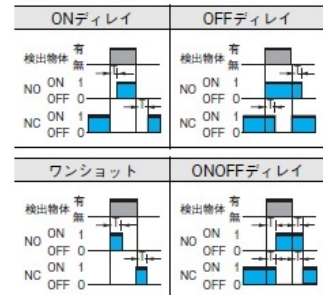 ONディレイ
検出物体 有
無
T
NO ON 1
OFF 0
T
NC ON 1
OFF 0
OFFディレイ
検出物体 有
無
T
NO ON 1
OFF 0
T
NC ON 1
OFF 0
ワンショット
検出物体 有
無
T
NO ON 1
OFF 0
T
NC ON 1
OFF 0
ONOFFディレイ
検出物体 有
無
T T
NO ON 1
OFF 0
T T
NC ON 1
OFF 0